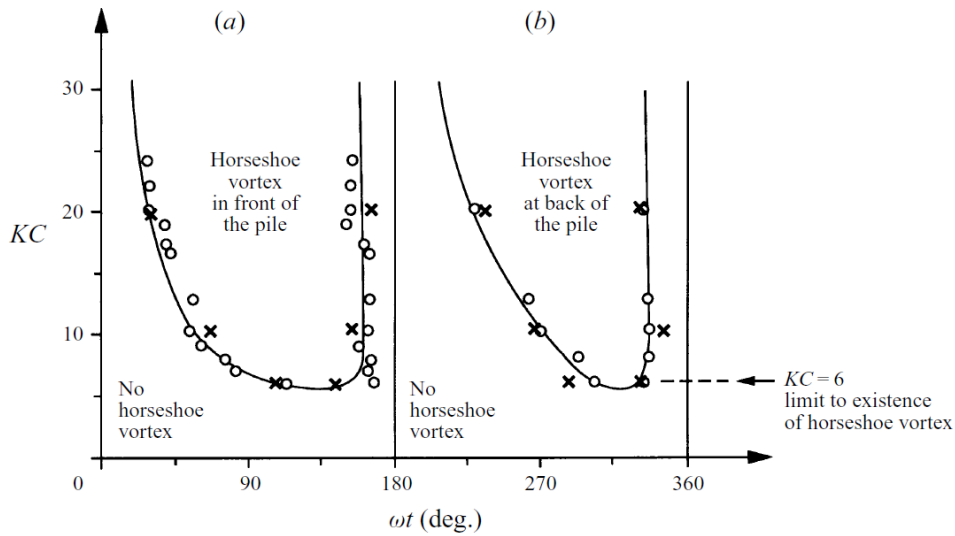 (a)
(b)
30
20
10
0
KC
Horseshoe
vortex
in front of
the pile
Horseshoe
vortex
at back of
the pile
No
horseshoe
vortex
No
horseshoe
vortex
KC = 6
limit to existence
of horseshoe vortex
90
180
270
360
ωt (deg.)